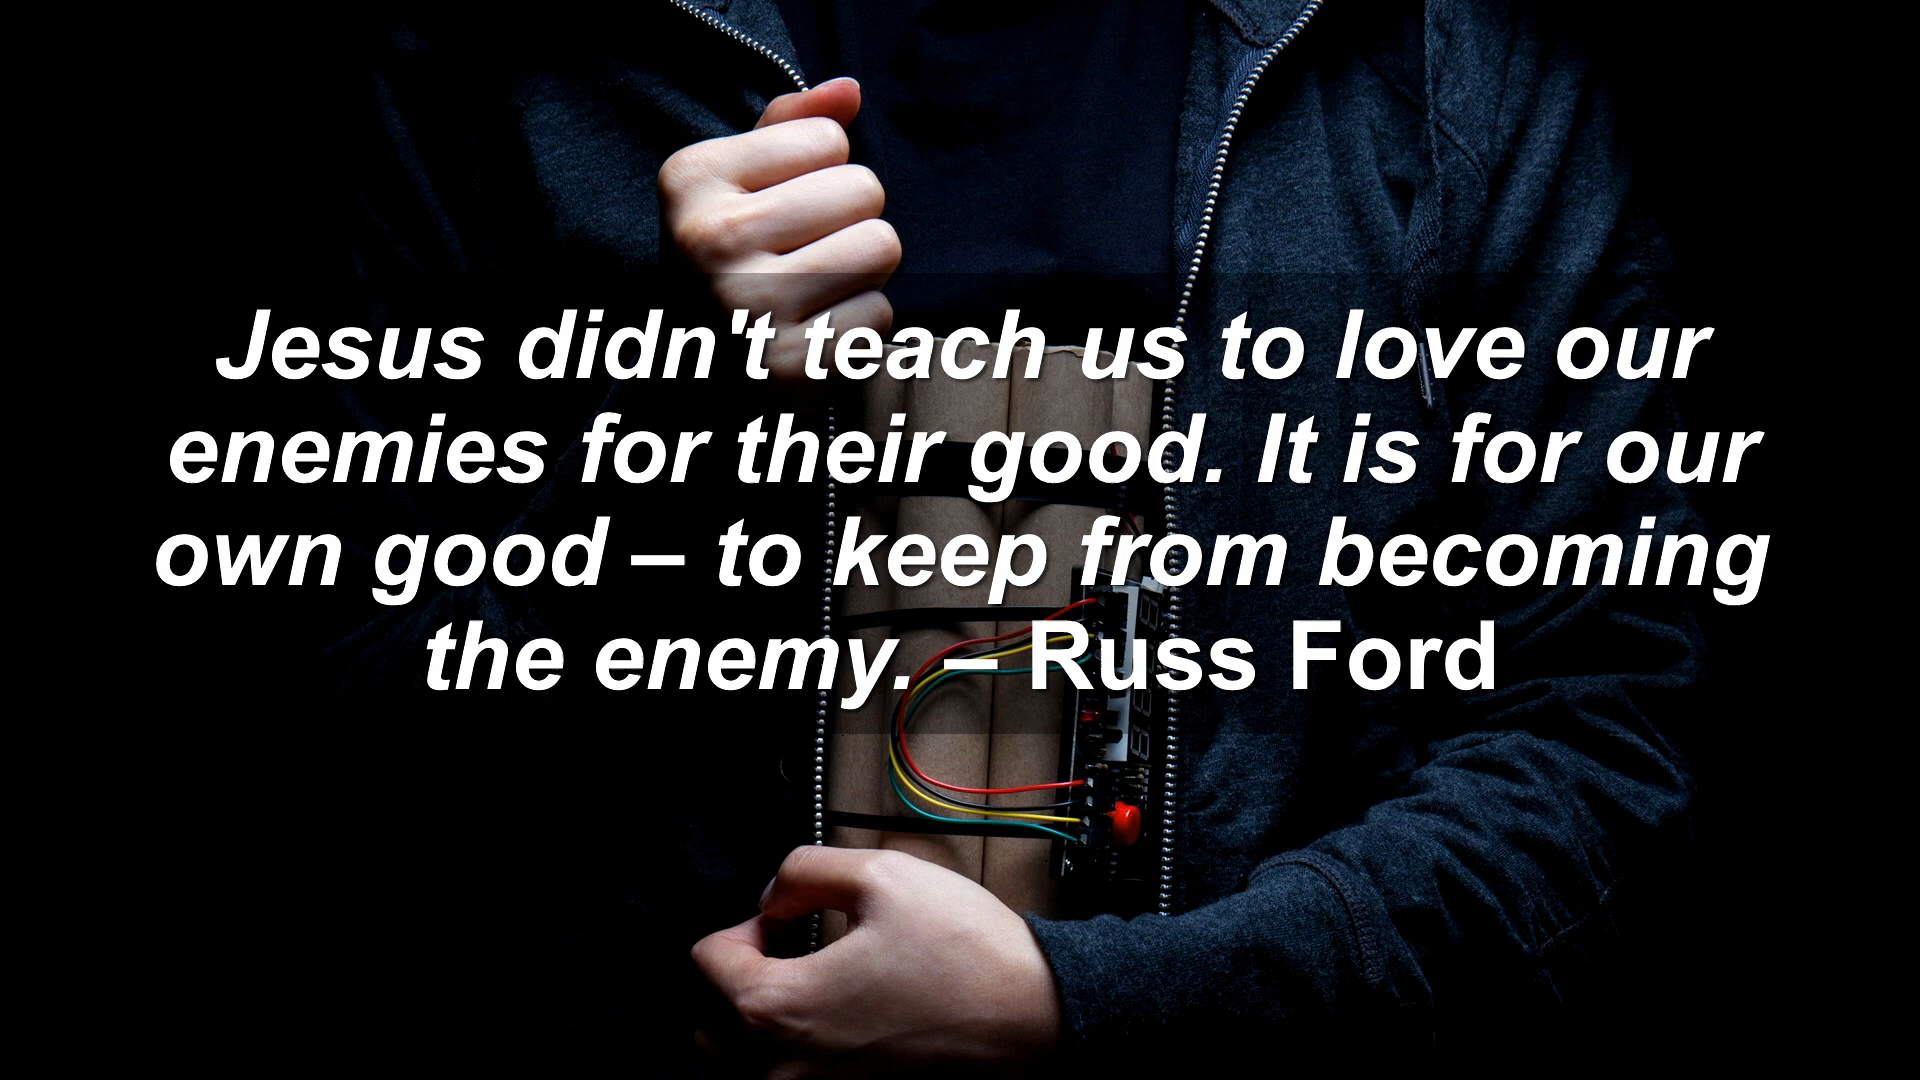 Jesus didn't teach us to love our
enemies for their good. It is for our
own good – to keep from becoming
the enemy. – Russ Ford